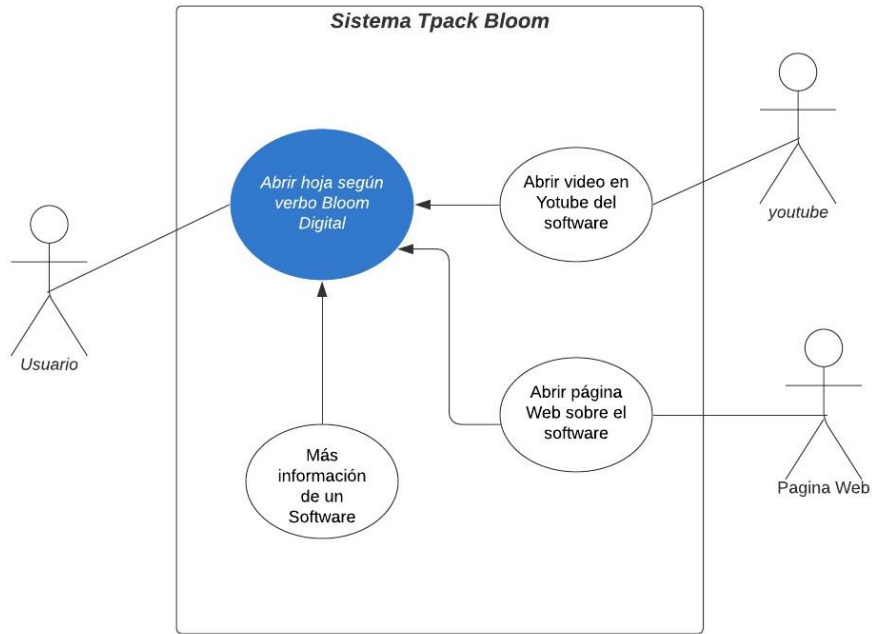 Sistema Tpack Bloom
Abrir hoja según
verbo Bloom
Digital
Abrir video en
Yotube del
software
youtube
Usuario
Abrir página
Web sobre el
software
Más
información
de un
Software
Pagina Web